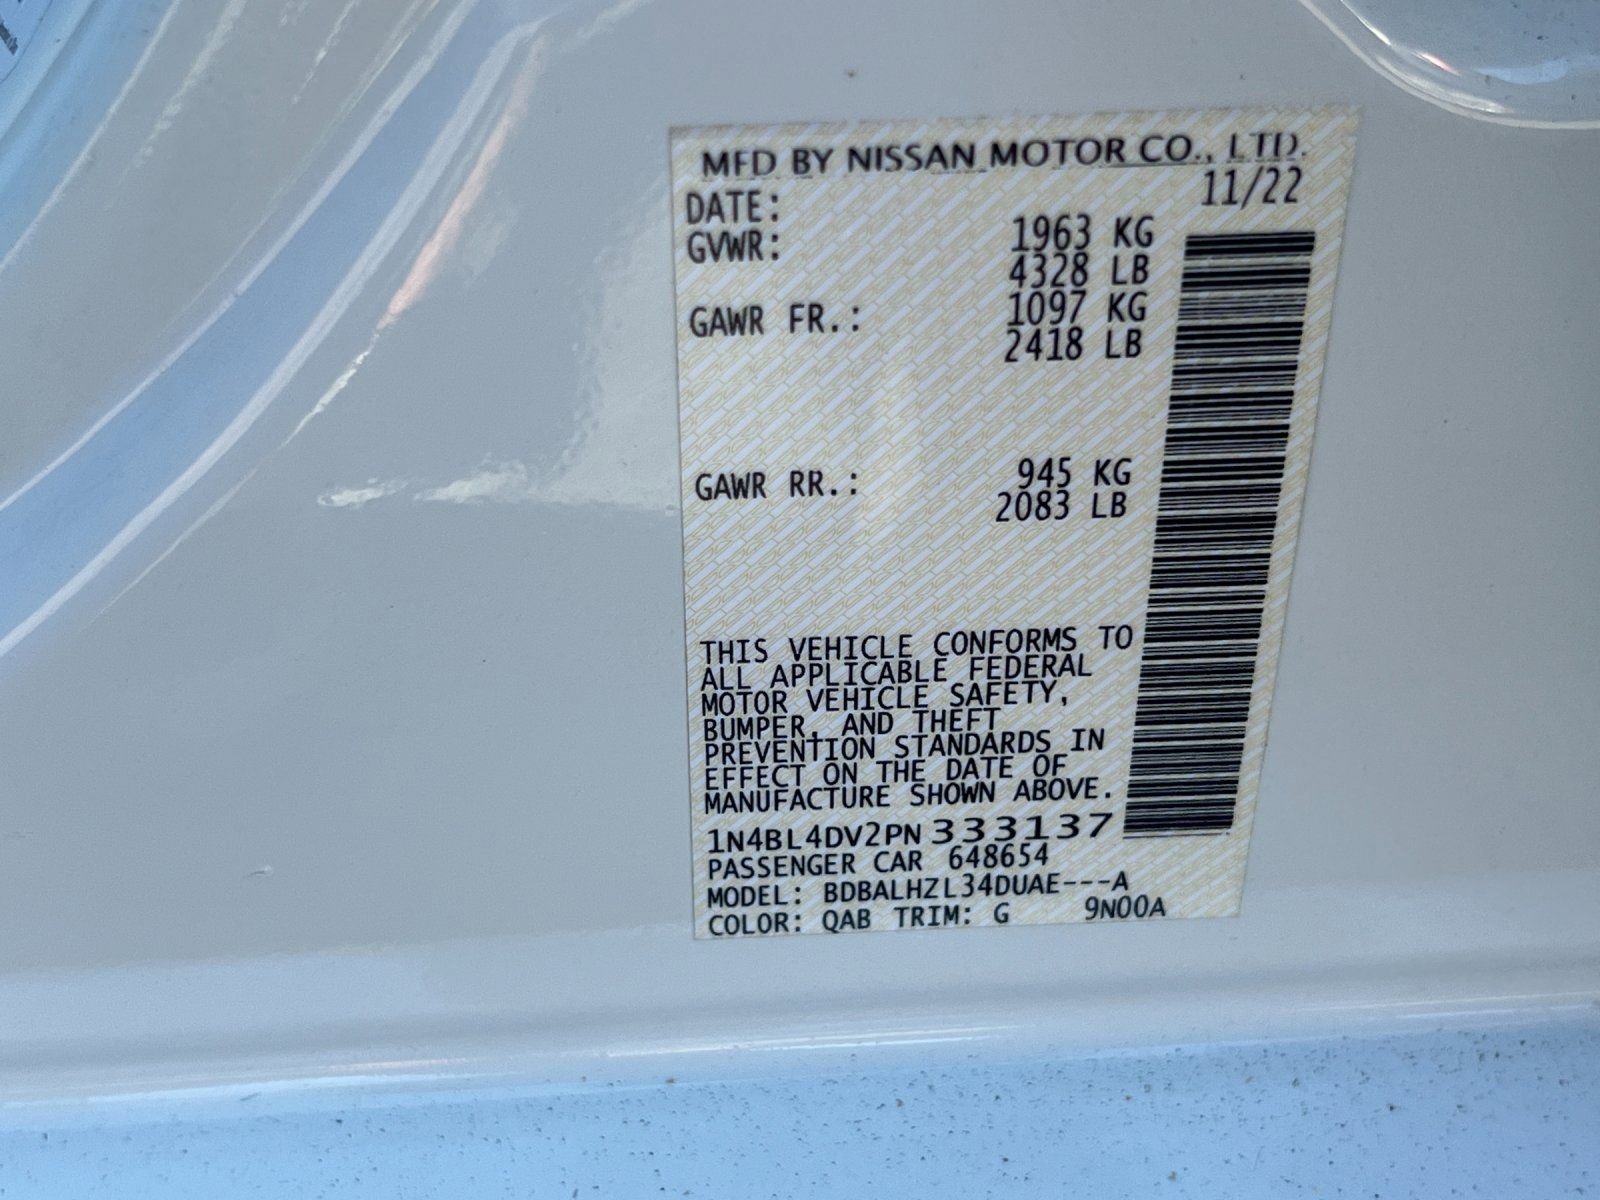 MFD BY NISSAN MOTOR CO., LTD.
DATE: 11/22
GVWR: 1963 KG
4328 LB
GAWR FR.: 1097 KG
2418 LB
GAWR RR.: 945 KG
2083 LB
THIS VEHICLE CONFORMS TO
ALL APPLICABLE FEDERAL
MOTOR VEHICLE SAFETY,
BUMPER, AND THEFT
PREVENTION STANDARDS IN
EFFECT ON THE DATE OF
MANUFACTURE SHOWN ABOVE.
1N4BL4DV2PN333137
PASSENGER CAR 648654
MODEL: BDBALHZL34DUAE---A
COLOR: QAB TRIM: G 9N00A